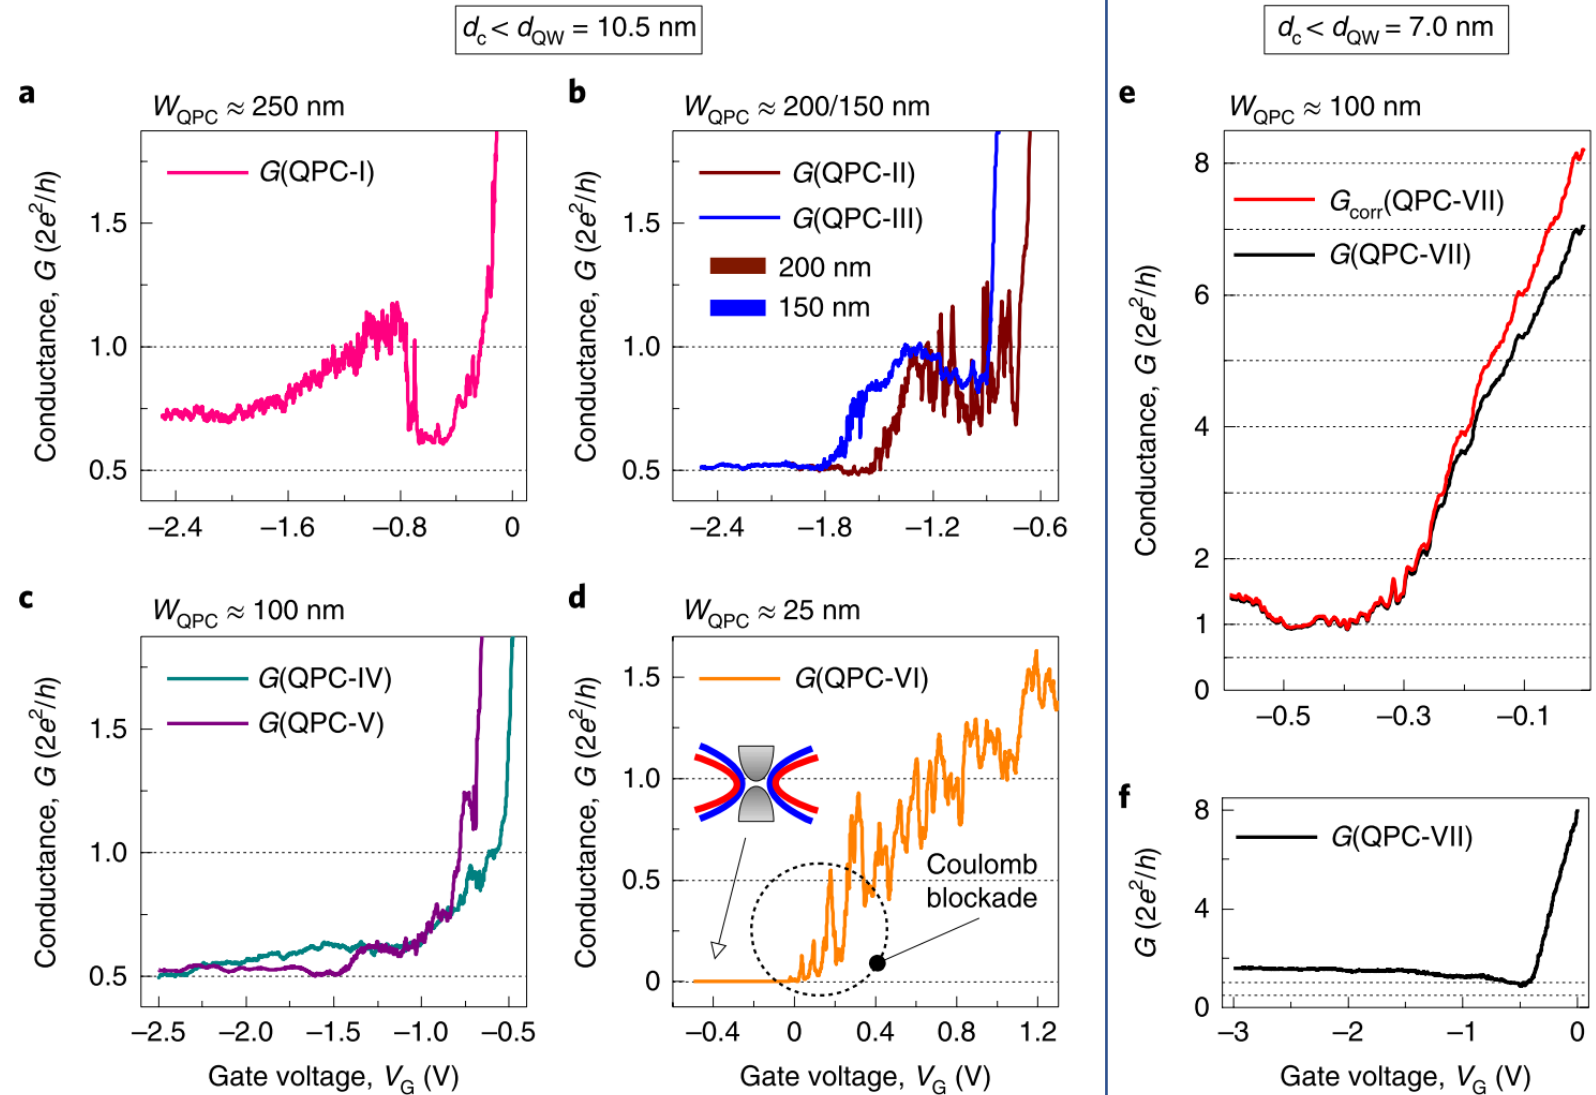 d_c < d_QW = 10.5 nm
d_c < d_QW = 7.0 nm
a
W_QPC ≈ 250 nm
G(QPC-I)
Conductance, G (2e²/h)
1.5
1.0
0.5
−2.4 −1.6 −0.8 0
b
W_QPC ≈ 200/150 nm
G(QPC-II)
G(QPC-III)
200 nm
150 nm
Conductance, G (2e²/h)
1.5
1.0
0.5
−2.4 −1.8 −1.2 −0.6
c
W_QPC ≈ 100 nm
G(QPC-IV)
G(QPC-V)
Conductance, G (2e²/h)
1.5
1.0
0.5
−2.5 −2.0 −1.5 −1.0 −0.5
Gate voltage, V_G (V)
d
W_QPC ≈ 25 nm
G(QPC-VI)
Coulomb
blockade
Conductance, G (2e²/h)
1.5
1.0
0.5
0
−0.4 0 0.4 0.8 1.2
Gate voltage, V_G (V)
e
W_QPC ≈ 100 nm
G_corr(QPC-VII)
G(QPC-VII)
Conductance, G (2e²/h)
8
6
4
2
1
0
−0.5 −0.3 −0.1
f
G(QPC-VII)
G (2e²/h)
8
4
0
−3 −2 −1 0
Gate voltage, V_G (V)